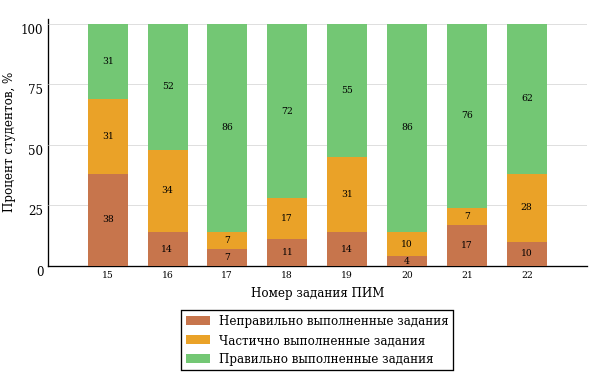 Процент студентов, %
100
75
50
25
0
31 52 86 72 55 86 76 62
31 34 7 17 31 10 7 28
38 14 7 11 14 4 17 10
15 16 17 18 19 20 21 22
Номер задания ПИМ
Неправильно выполненные задания
Частично выполненные задания
Правильно выполненные задания